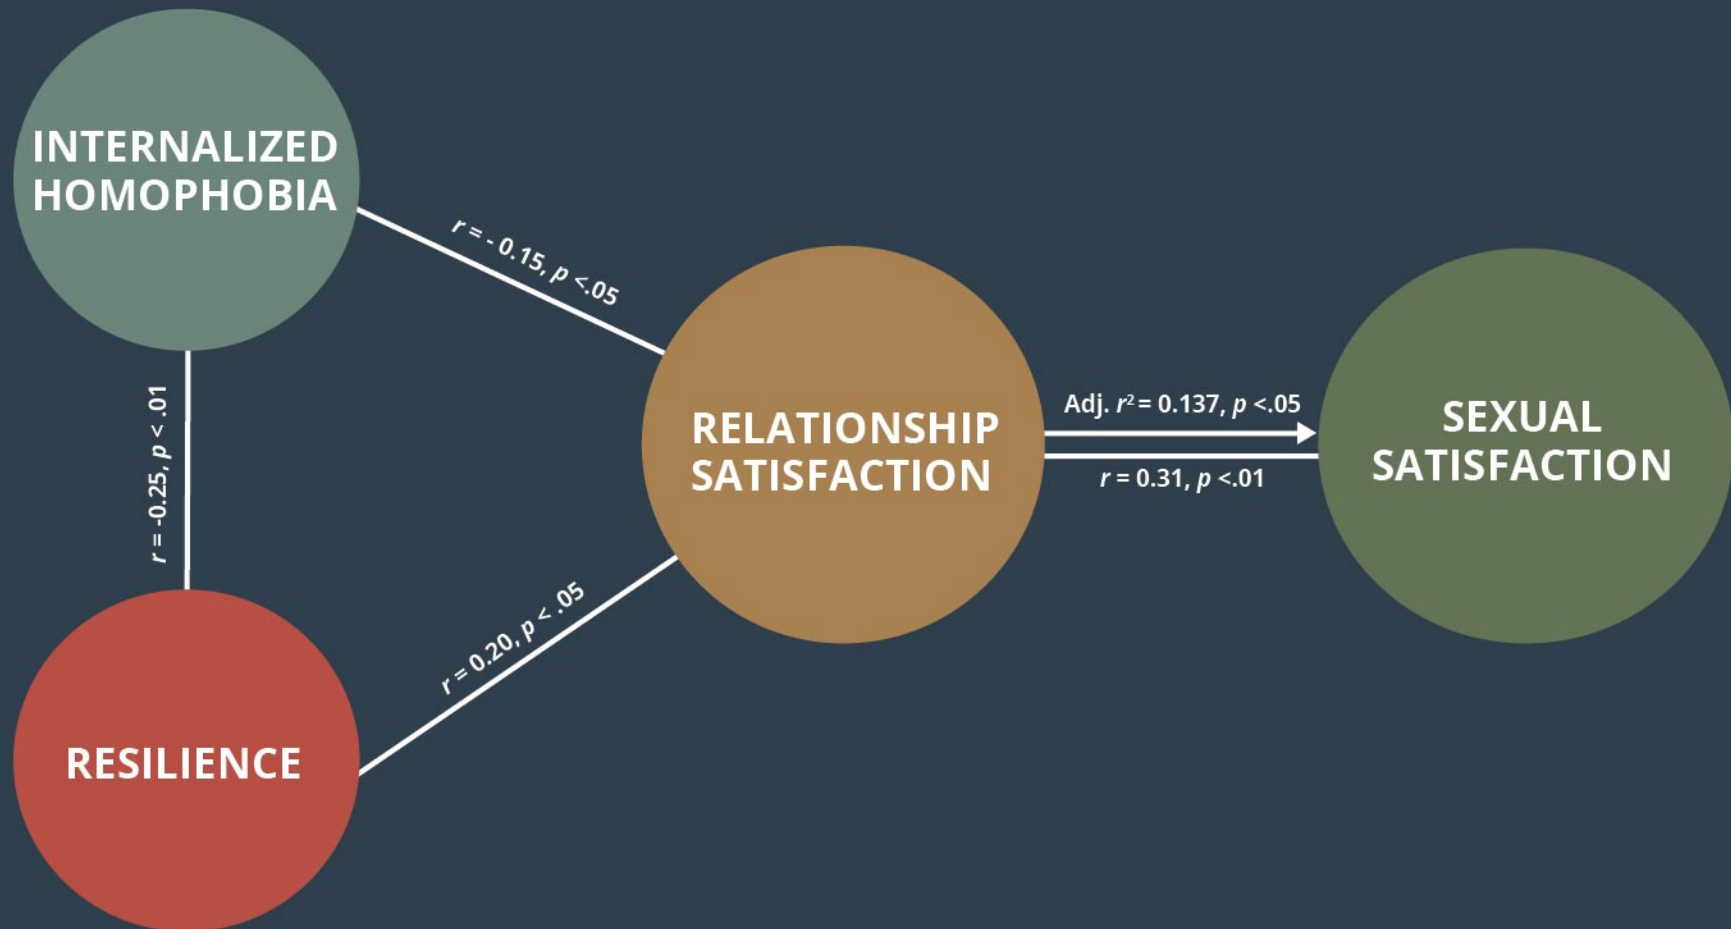 INTERNALIZED
HOMOPHOBIA
r = - 0.15, p <.05
r = -0.25, p < .01
RELATIONSHIP
SATISFACTION
Adj. r² = 0.137, p <.05
r = 0.31, p <.01
SEXUAL
SATISFACTION
r = 0.20, p < .05
RESILIENCE